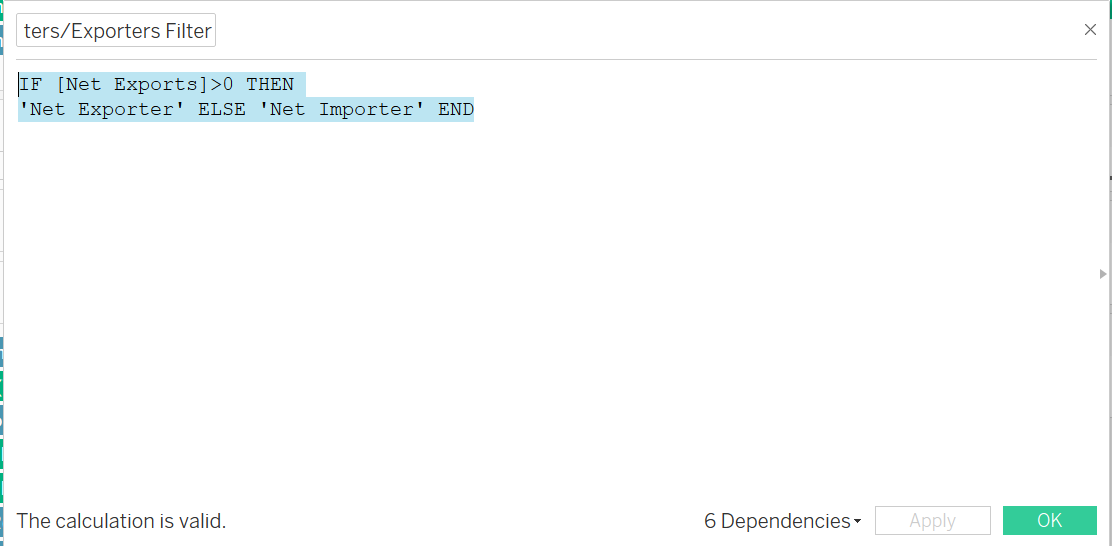 ters/Exporters Filter
IF [Net Exports]>0 THEN
'Net Exporter' ELSE 'Net Importer' END
The calculation is valid.
6 Dependencies
Apply
OK